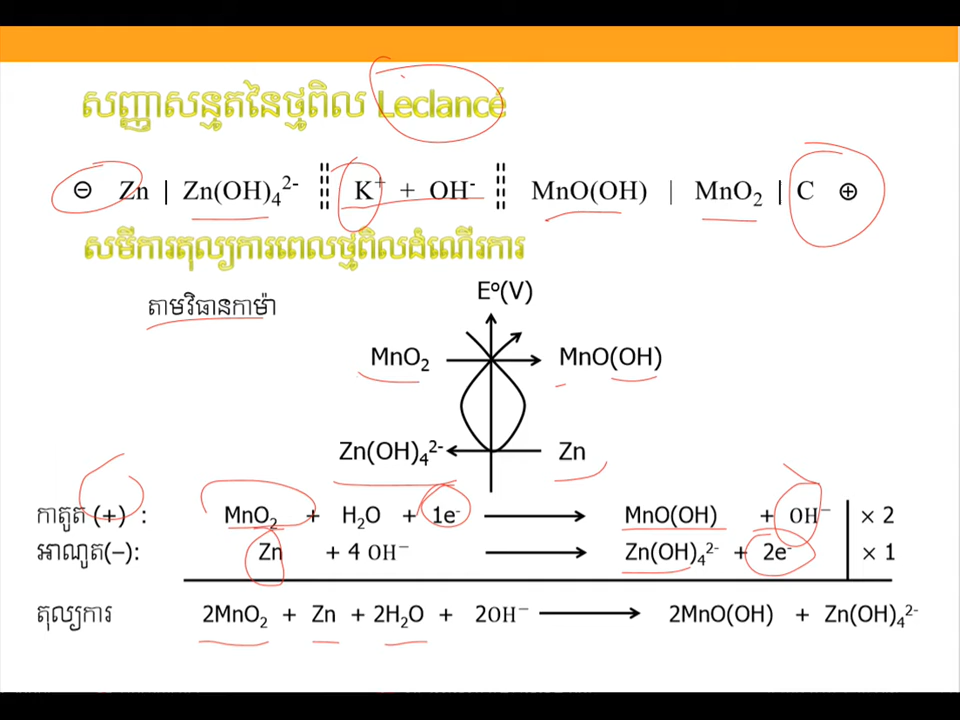 សញ្ញាសន្មតនៃថ្មពិល Leclancé
⊖ Zn | Zn(OH)₄²⁻ ¦¦ K⁺ + OH⁻ ¦¦ MnO(OH) | MnO₂ | C ⊕
សមីការតុល្យការពេលថ្មពិលដំណើរការ
តាមវិធានកាម៉ា
E°(V)
MnO₂ MnO(OH)
Zn(OH)₄²⁻ Zn
កាតូត (+) : MnO₂ + H₂O + 1e⁻ ⟶ MnO(OH) + OH⁻ × 2
អាណូត(–): Zn + 4 OH⁻ ⟶ Zn(OH)₄²⁻ + 2e⁻ × 1
តុល្យការ 2MnO₂ + Zn + 2H₂O + 2OH⁻ ⟶ 2MnO(OH) + Zn(OH)₄²⁻